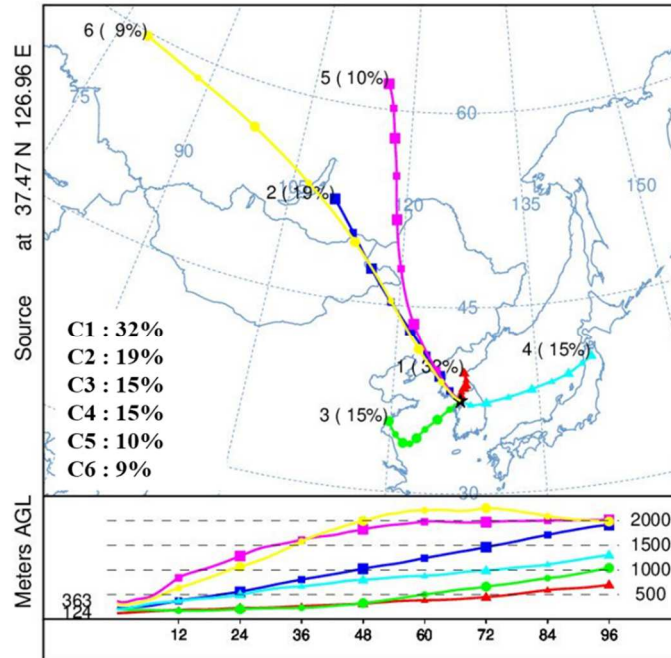 6 ( 9%)
5 (10%)
75
60
90
105
2 (19%)
120
135
150
45
C1 : 32%
C2 : 19%
C3 : 15%
C4 : 15%
C5 : 10%
C6 : 9%
1 (32%)
4 (15%)
3 (15%)
30
Source at 37.47 N 126.96 E
Meters AGL
2000
1500
1000
500
363
124
12 24 36 48 60 72 84 96